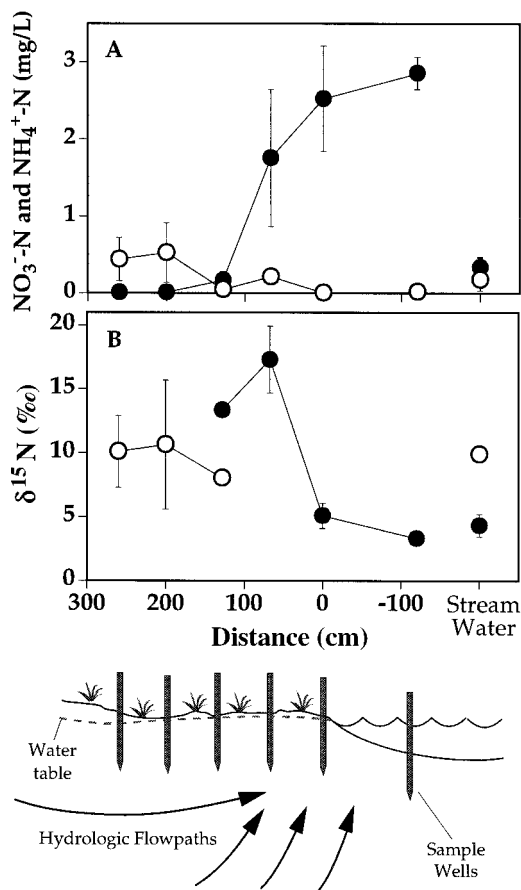 NO3⁻-N and NH4⁺-N (mg/L)
A
3
2
1
0
δ¹⁵N (‰)
B
20
15
10
5
0
300
200
100
0
-100
Stream
Water
Distance (cm)
Water
table
Hydrologic Flowpaths
Sample
Wells